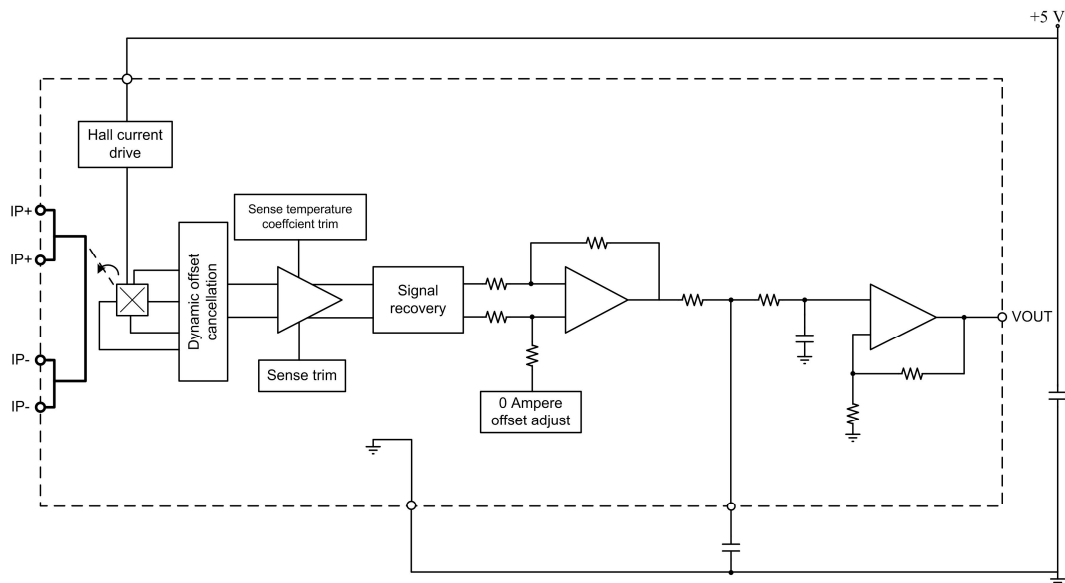 +5 V
Hall current
drive
IP+
IP+
IP-
IP-
Dynamic offset
cancellation
Sense temperature
coeffcient trim
Sense trim
Signal
recovery
0 Ampere
offset adjust
VOUT